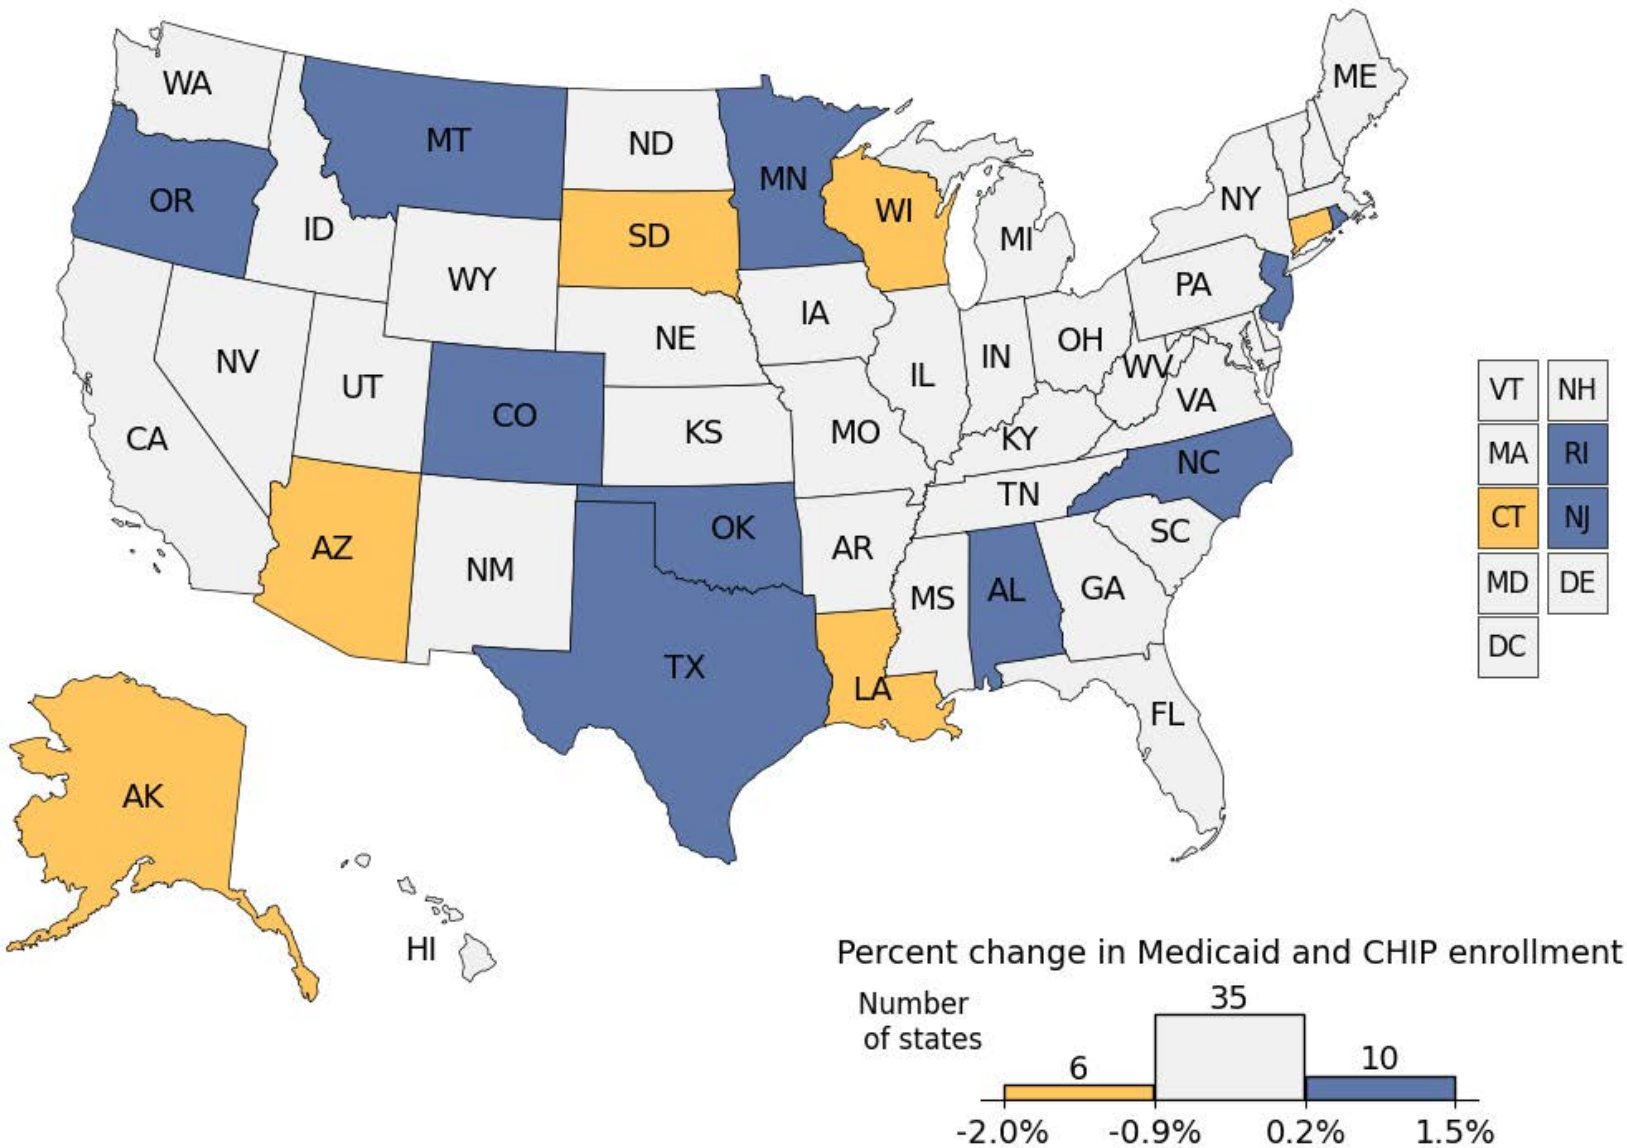 WA
ME
MT
ND
MN
OR
NY
WI
SD
ID
MI
WY
PA
IA
NE
OH
IN
NV
WV
IL
UT
VT NH
VA
CO
KS
MO
KY
CA
MA RI
NC
TN
CT NJ
OK
SC
AZ
AR
NM
MD DE
GA
AL
MS
DC
TX
LA
FL
AK
HI
Percent change in Medicaid and CHIP enrollment
Number
of states
35
6
10
-2.0% -0.9% 0.2% 1.5%